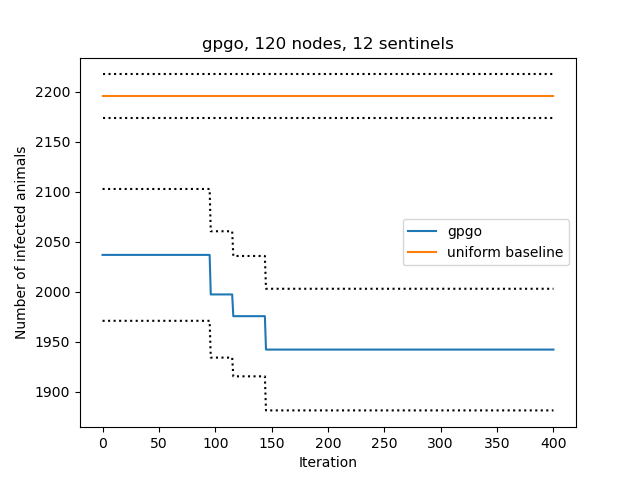 gpgo, 120 nodes, 12 sentinels
Number of infected animals
2200
2150
2100
2050
2000
1950
1900
gpgo
uniform baseline
0 50 100 150 200 250 300 350 400
Iteration